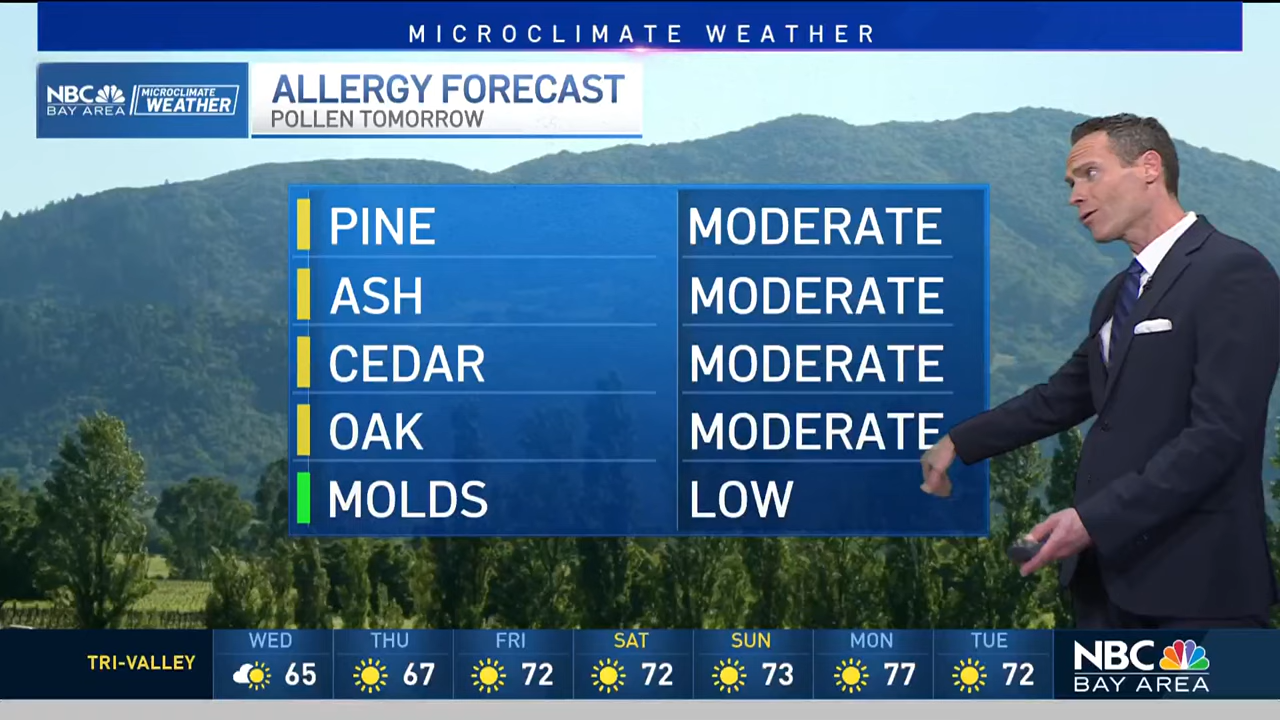 MICROCLIMATE WEATHER
NBC
BAY AREA
MICROCLIMATE
WEATHER
ALLERGY FORECAST
POLLEN TOMORROW
PINE MODERATE
ASH MODERATE
CEDAR MODERATE
OAK MODERATE
MOLDS LOW
TRI-VALLEY
WED THU FRI SAT SUN MON TUE
65 67 72 72 73 77 72
NBC
BAY AREA